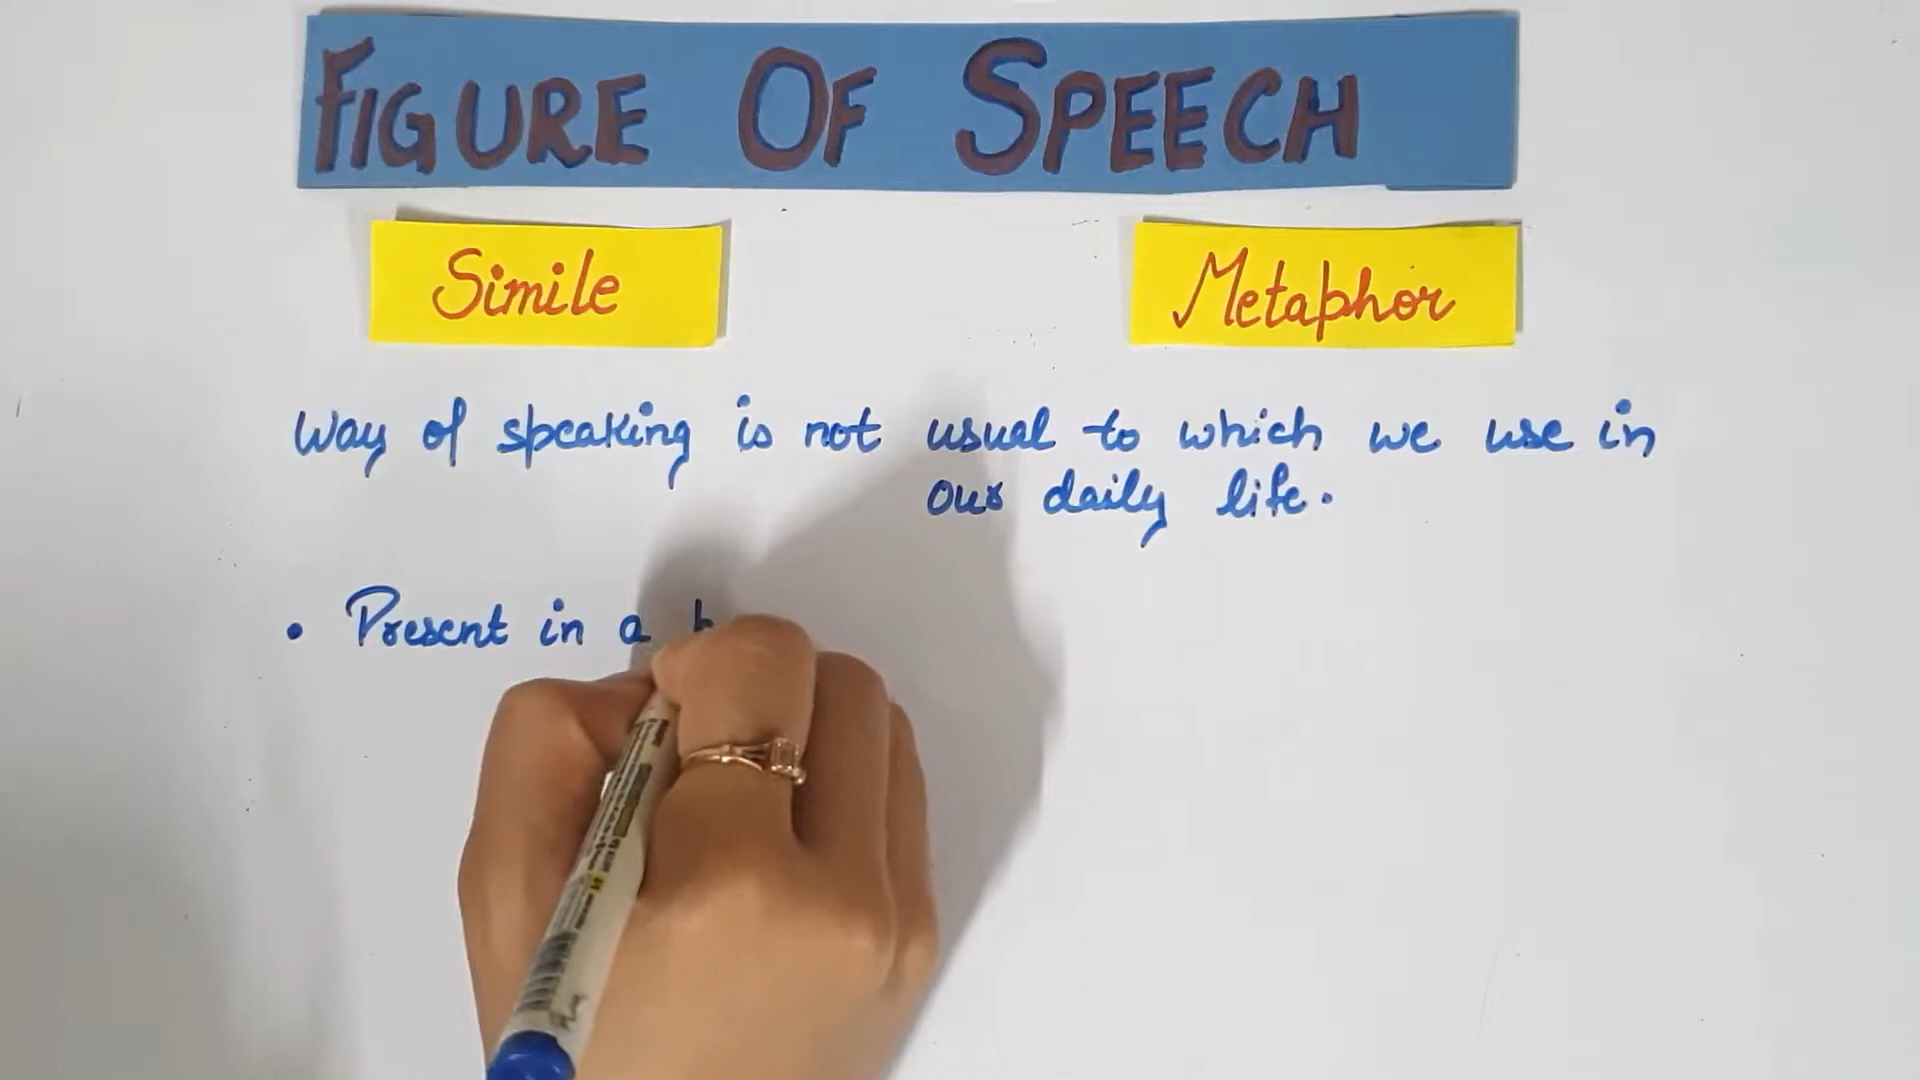 FIGURE OF SPEECH
Simile
Metaphor
Way of speaking is not usual to which we use in
our daily life.
• Present in a